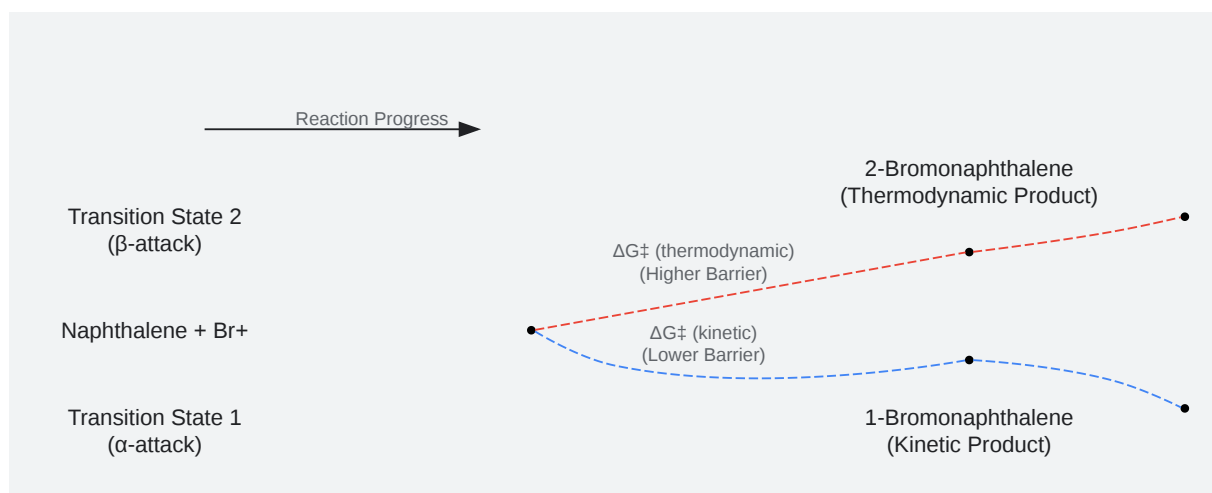 Reaction Progress
2-Bromonaphthalene
(Thermodynamic Product)
Transition State 2
(β-attack)
ΔG‡ (thermodynamic)
(Higher Barrier)
Naphthalene + Br+
ΔG‡ (kinetic)
(Lower Barrier)
Transition State 1
(α-attack)
1-Bromonaphthalene
(Kinetic Product)